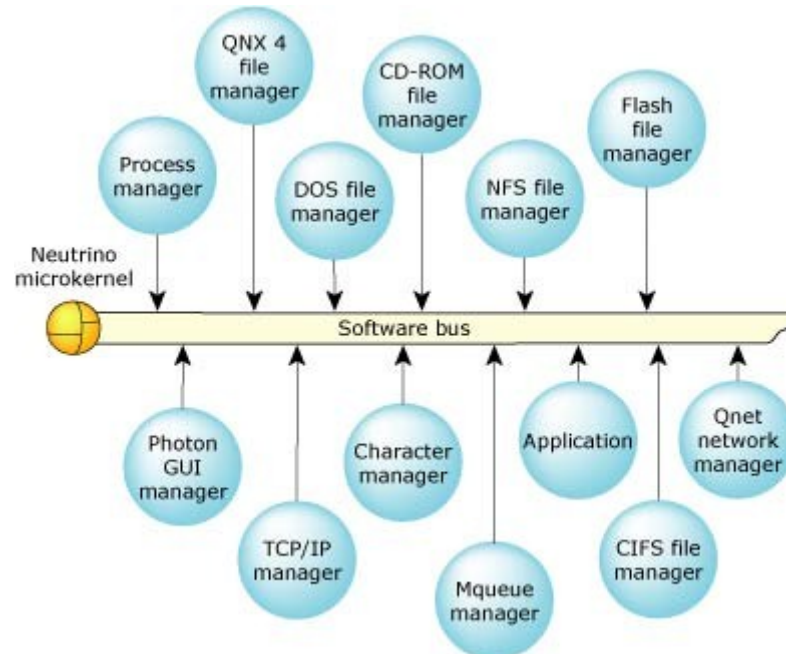 QNX 4
file
manager
CD-ROM
file
manager
Flash
file
manager
Process
manager
DOS file
manager
NFS file
manager
Neutrino
microkernel
Software bus
Photon
GUI
manager
Character
manager
Application
Qnet
network
manager
TCP/IP
manager
Mqueue
manager
CIFS file
manager